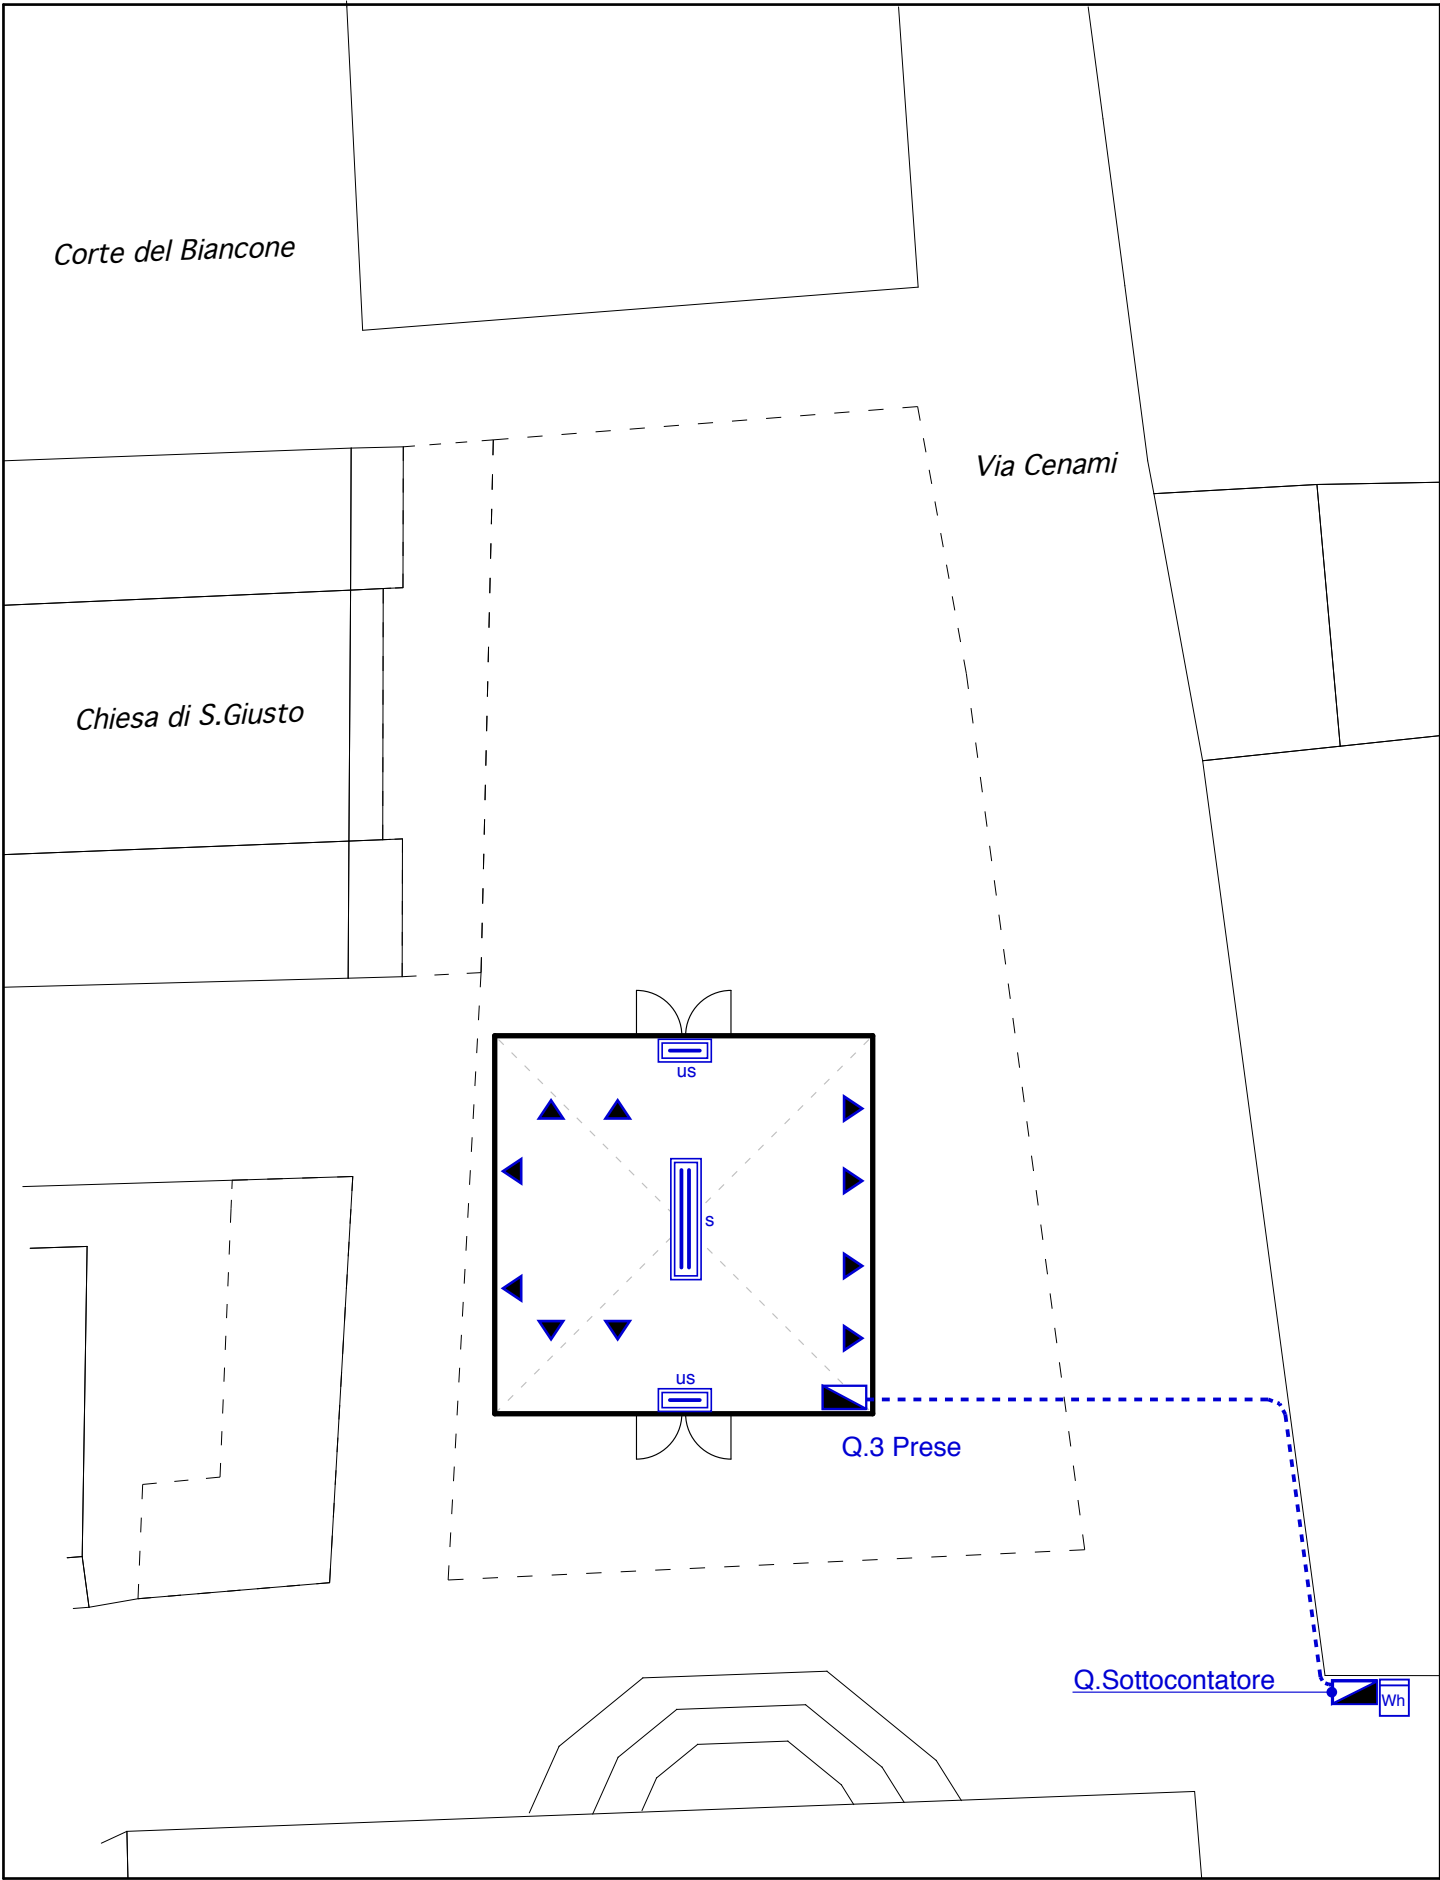 Corte del Biancone
Via Cenami
Chiesa di S.Giusto
us
s
us
Q.3 Prese
Q.Sottocontatore
Wh